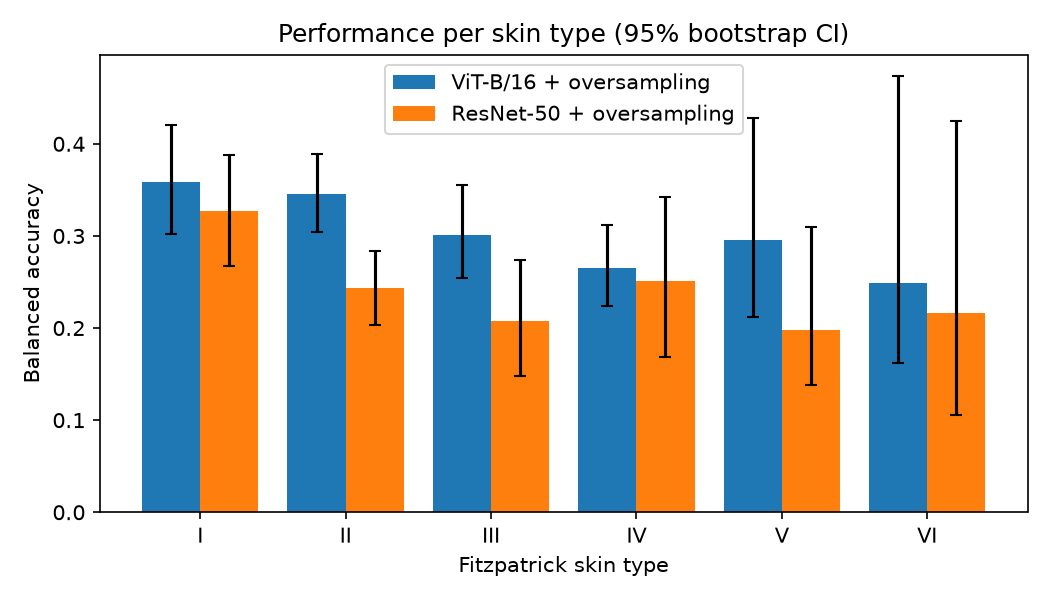 Performance per skin type (95% bootstrap CI)
ViT-B/16 + oversampling
ResNet-50 + oversampling
Balanced accuracy
0.4
0.3
0.2
0.1
0.0
I II III IV V VI
Fitzpatrick skin type